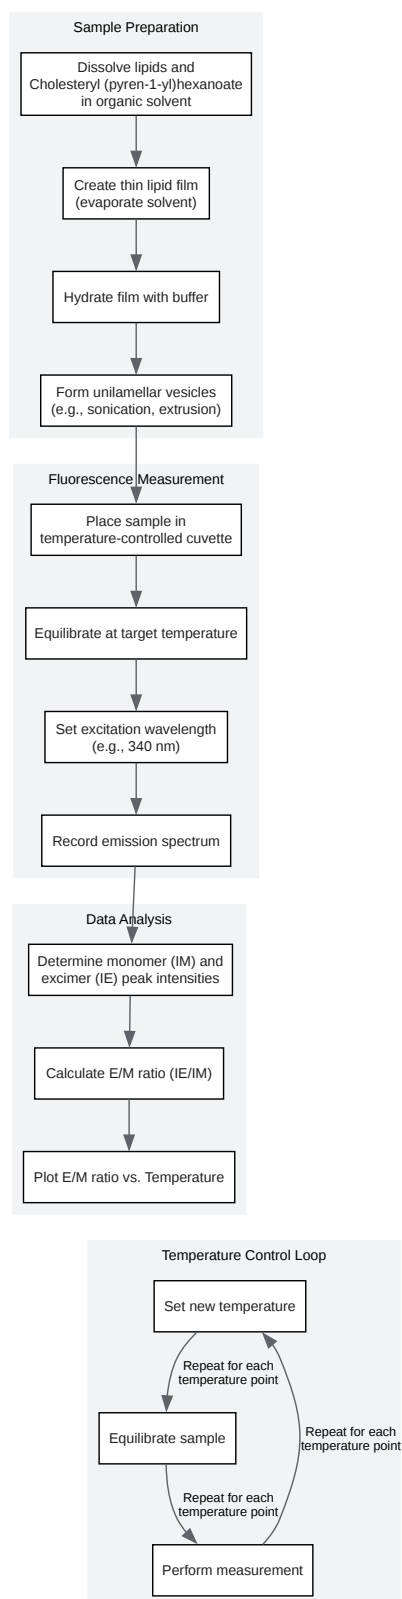 Sample Preparation
Dissolve lipids and
Cholesteryl (pyren-1-yl)hexanoate
in organic solvent
Create thin lipid film
(evaporate solvent)
Hydrate film with buffer
Form unilamellar vesicles
(e.g., sonication, extrusion)
Fluorescence Measurement
Place sample in
temperature-controlled cuvette
Equilibrate at target temperature
Set excitation wavelength
(e.g., 340 nm)
Record emission spectrum
Data Analysis
Determine monomer (IM) and
excimer (IE) peak intensities
Calculate E/M ratio (IE/IM)
Plot E/M ratio vs. Temperature
Temperature Control Loop
Set new temperature
Repeat for each
temperature point
Equilibrate sample
Repeat for each
temperature point
Repeat for each
temperature point
Perform measurement